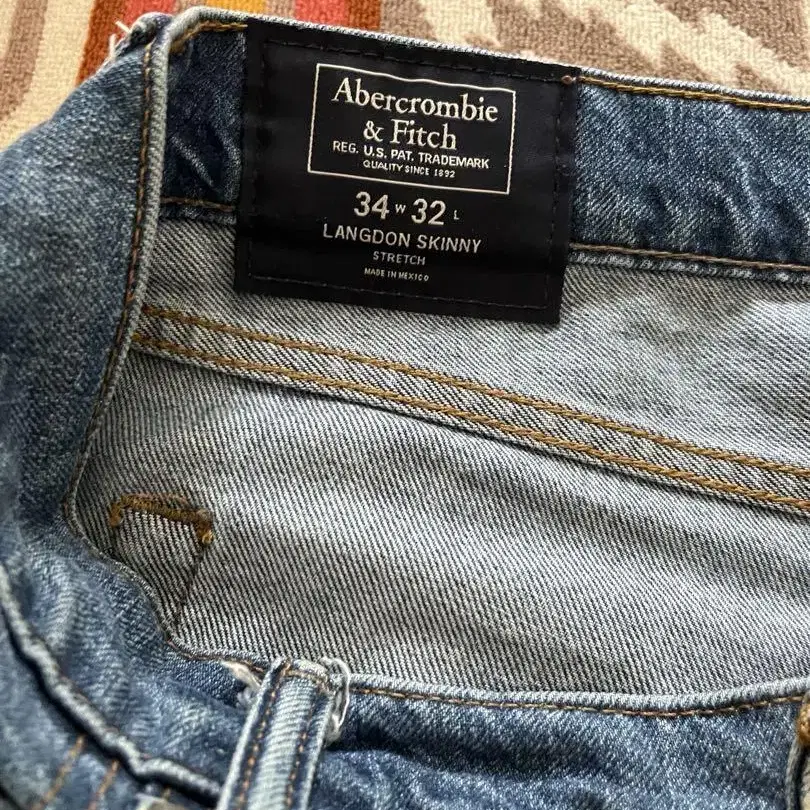 Abercrombie
& Fitch
REG. U.S. PAT. TRADEMARK
QUALITY SINCE 1892
34 W 32 L
LANGDON SKINNY
STRETCH
MADE IN MEXICO